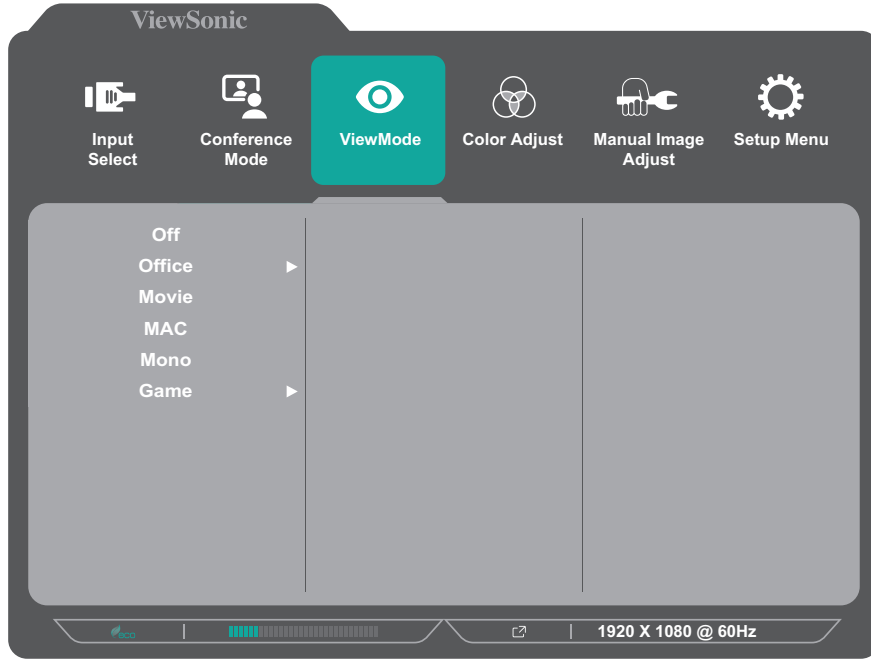 ViewSonic
Input
Select
Conference
Mode
ViewMode
Color Adjust
Manual Image
Adjust
Setup Menu
Off
Office
Movie
MAC
Mono
Game
ECO
1920 X 1080 @ 60Hz